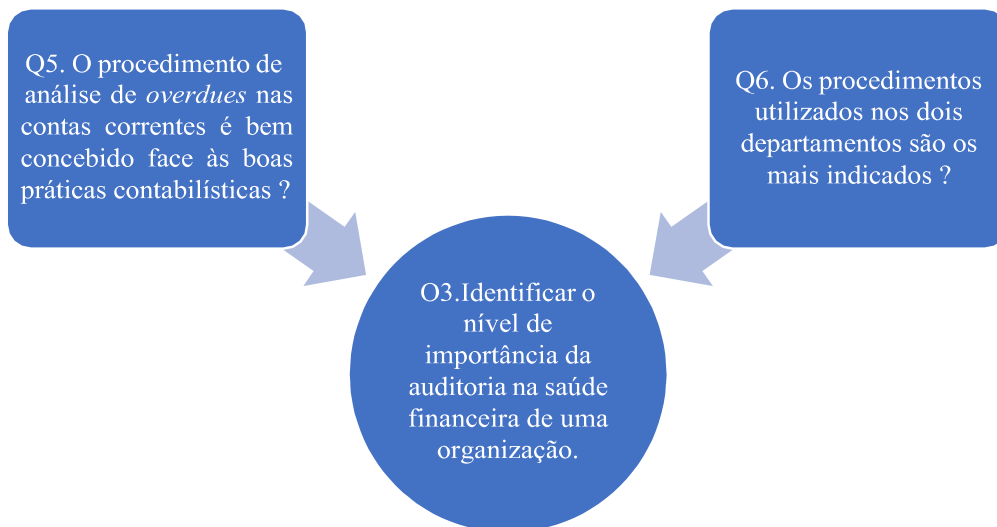 Q5. O procedimento de
análise de overdues nas
contas correntes é bem
concebido face às boas
práticas contabilísticas ?
Q6. Os procedimentos
utilizados nos dois
departamentos são os
mais indicados ?
O3.Identificar o
nível de
importância da
auditoria na saúde
financeira de uma
organização.